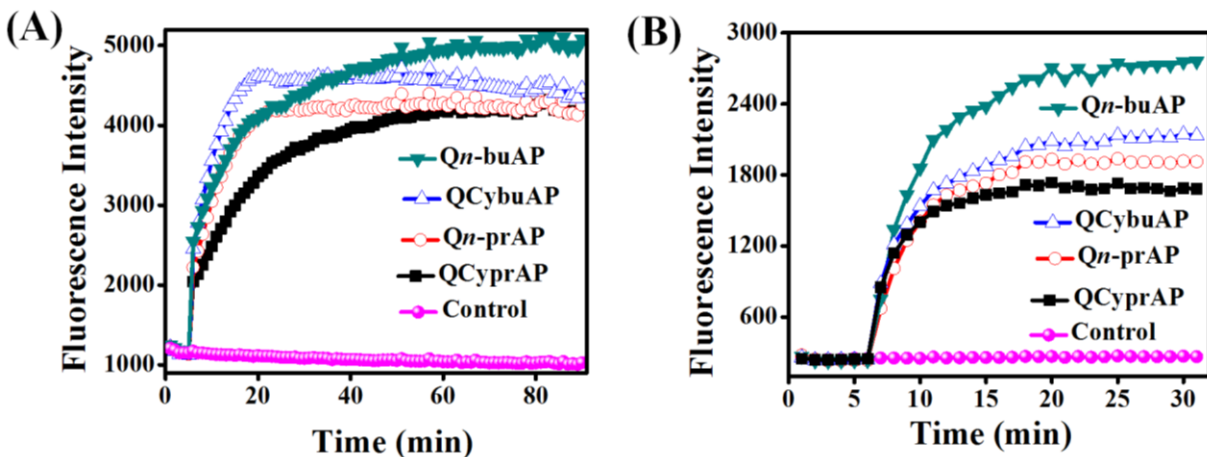 (A)
Fluorescence Intensity
5000
4000
3000
2000
1000
Qn-buAP
QCybuAP
Qn-prAP
QCyprAP
Control
0
20
40
60
80
Time (min)
(B)
Fluorescence Intensity
3000
2400
1800
1200
600
Qn-buAP
QCybuAP
Qn-prAP
QCyprAP
Control
0
5
10
15
20
25
30
Time (min)